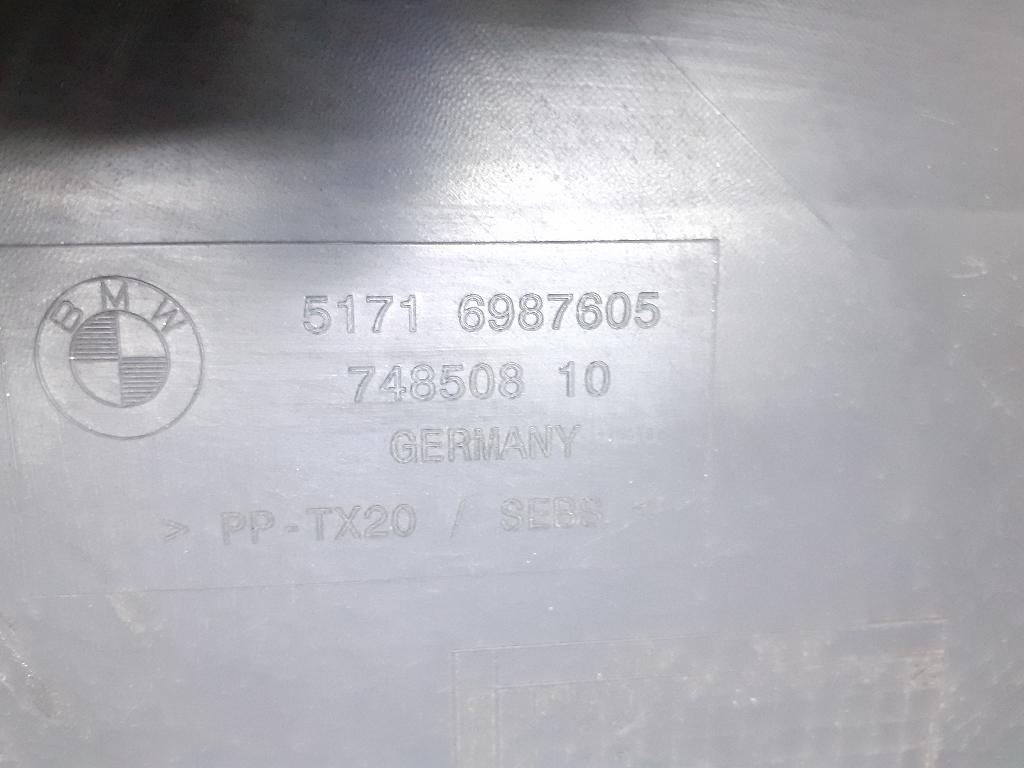 BMW
5171 6987605
748508 10
GERMANY
> PP-TX20 / SEBS <